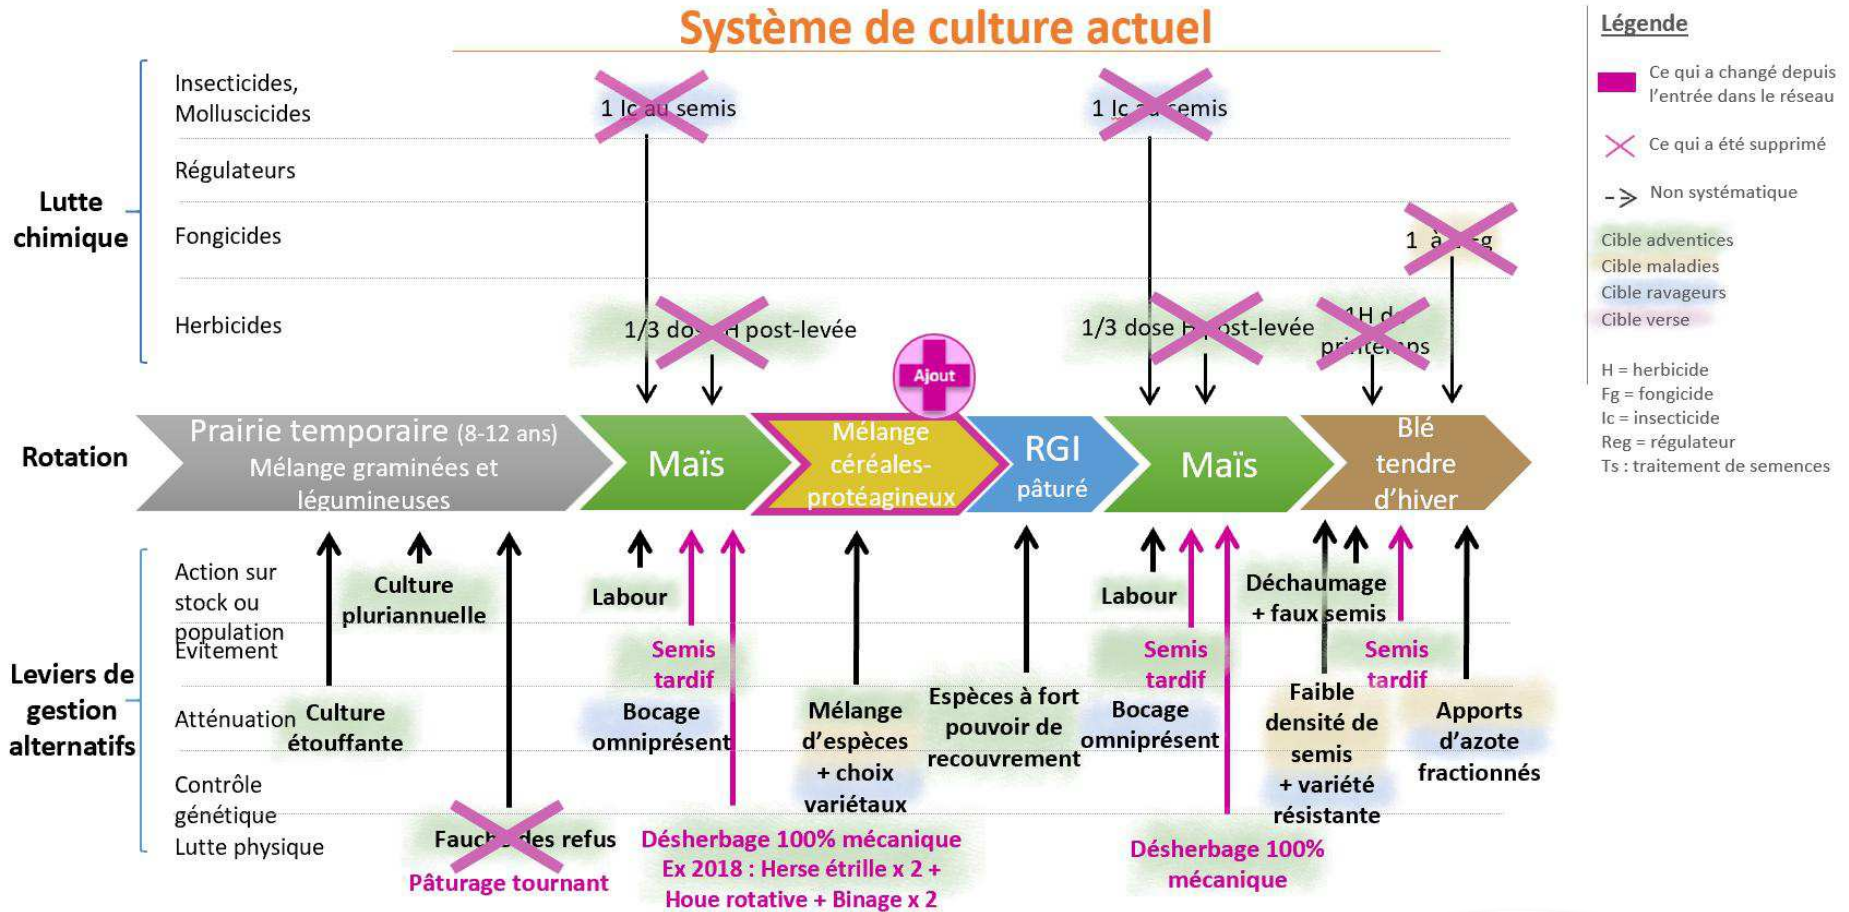 Système de culture actuel
Légende
Ce qui a changé depuis
l'entrée dans le réseau
Ce qui a été supprimé
Non systématique
Cible adventices
Cible maladies
Cible ravageurs
Cible verse
H = herbicide
Fg = fongicide
Ic = insecticide
Reg = régulateur
Ts : traitement de semences
Lutte
chimique
Insecticides,
Molluscicides
1 Ic au semis
1 Ic au semis
Régulateurs
Fongicides
1 à
Herbicides
1/3 dose H post-levée
1/3 dose H post-levée
1H de
printemps
Ajout
Rotation
Prairie temporaire (8-12 ans)
Mélange graminées et
légumineuses
Maïs
Mélange
céréales-
protéagineux
RGI
pâturé
Maïs
Blé
tendre
d'hiver
Leviers de
gestion
alternatifs
Action sur
stock ou
population
Evitement
Atténuation
Contrôle
génétique
Lutte physique
Culture
pluriannuelle
Culture
étouffante
Fauche des refus
Pâturage tournant
Labour
Semis
tardif
Bocage
omniprésent
Désherbage 100% mécanique
Ex 2018 : Herse étrille x 2 +
Houe rotative + Binage x 2
Mélange
d'espèces
+ choix
variétaux
Espèces à fort
pouvoir de
recouvrement
Labour
Semis
tardif
Bocage
omniprésent
Désherbage 100%
mécanique
Déchaumage
+ faux semis
Semis
tardif
Faible
densité de
semis
+ variété
résistante
Apports
d'azote
fractionnés